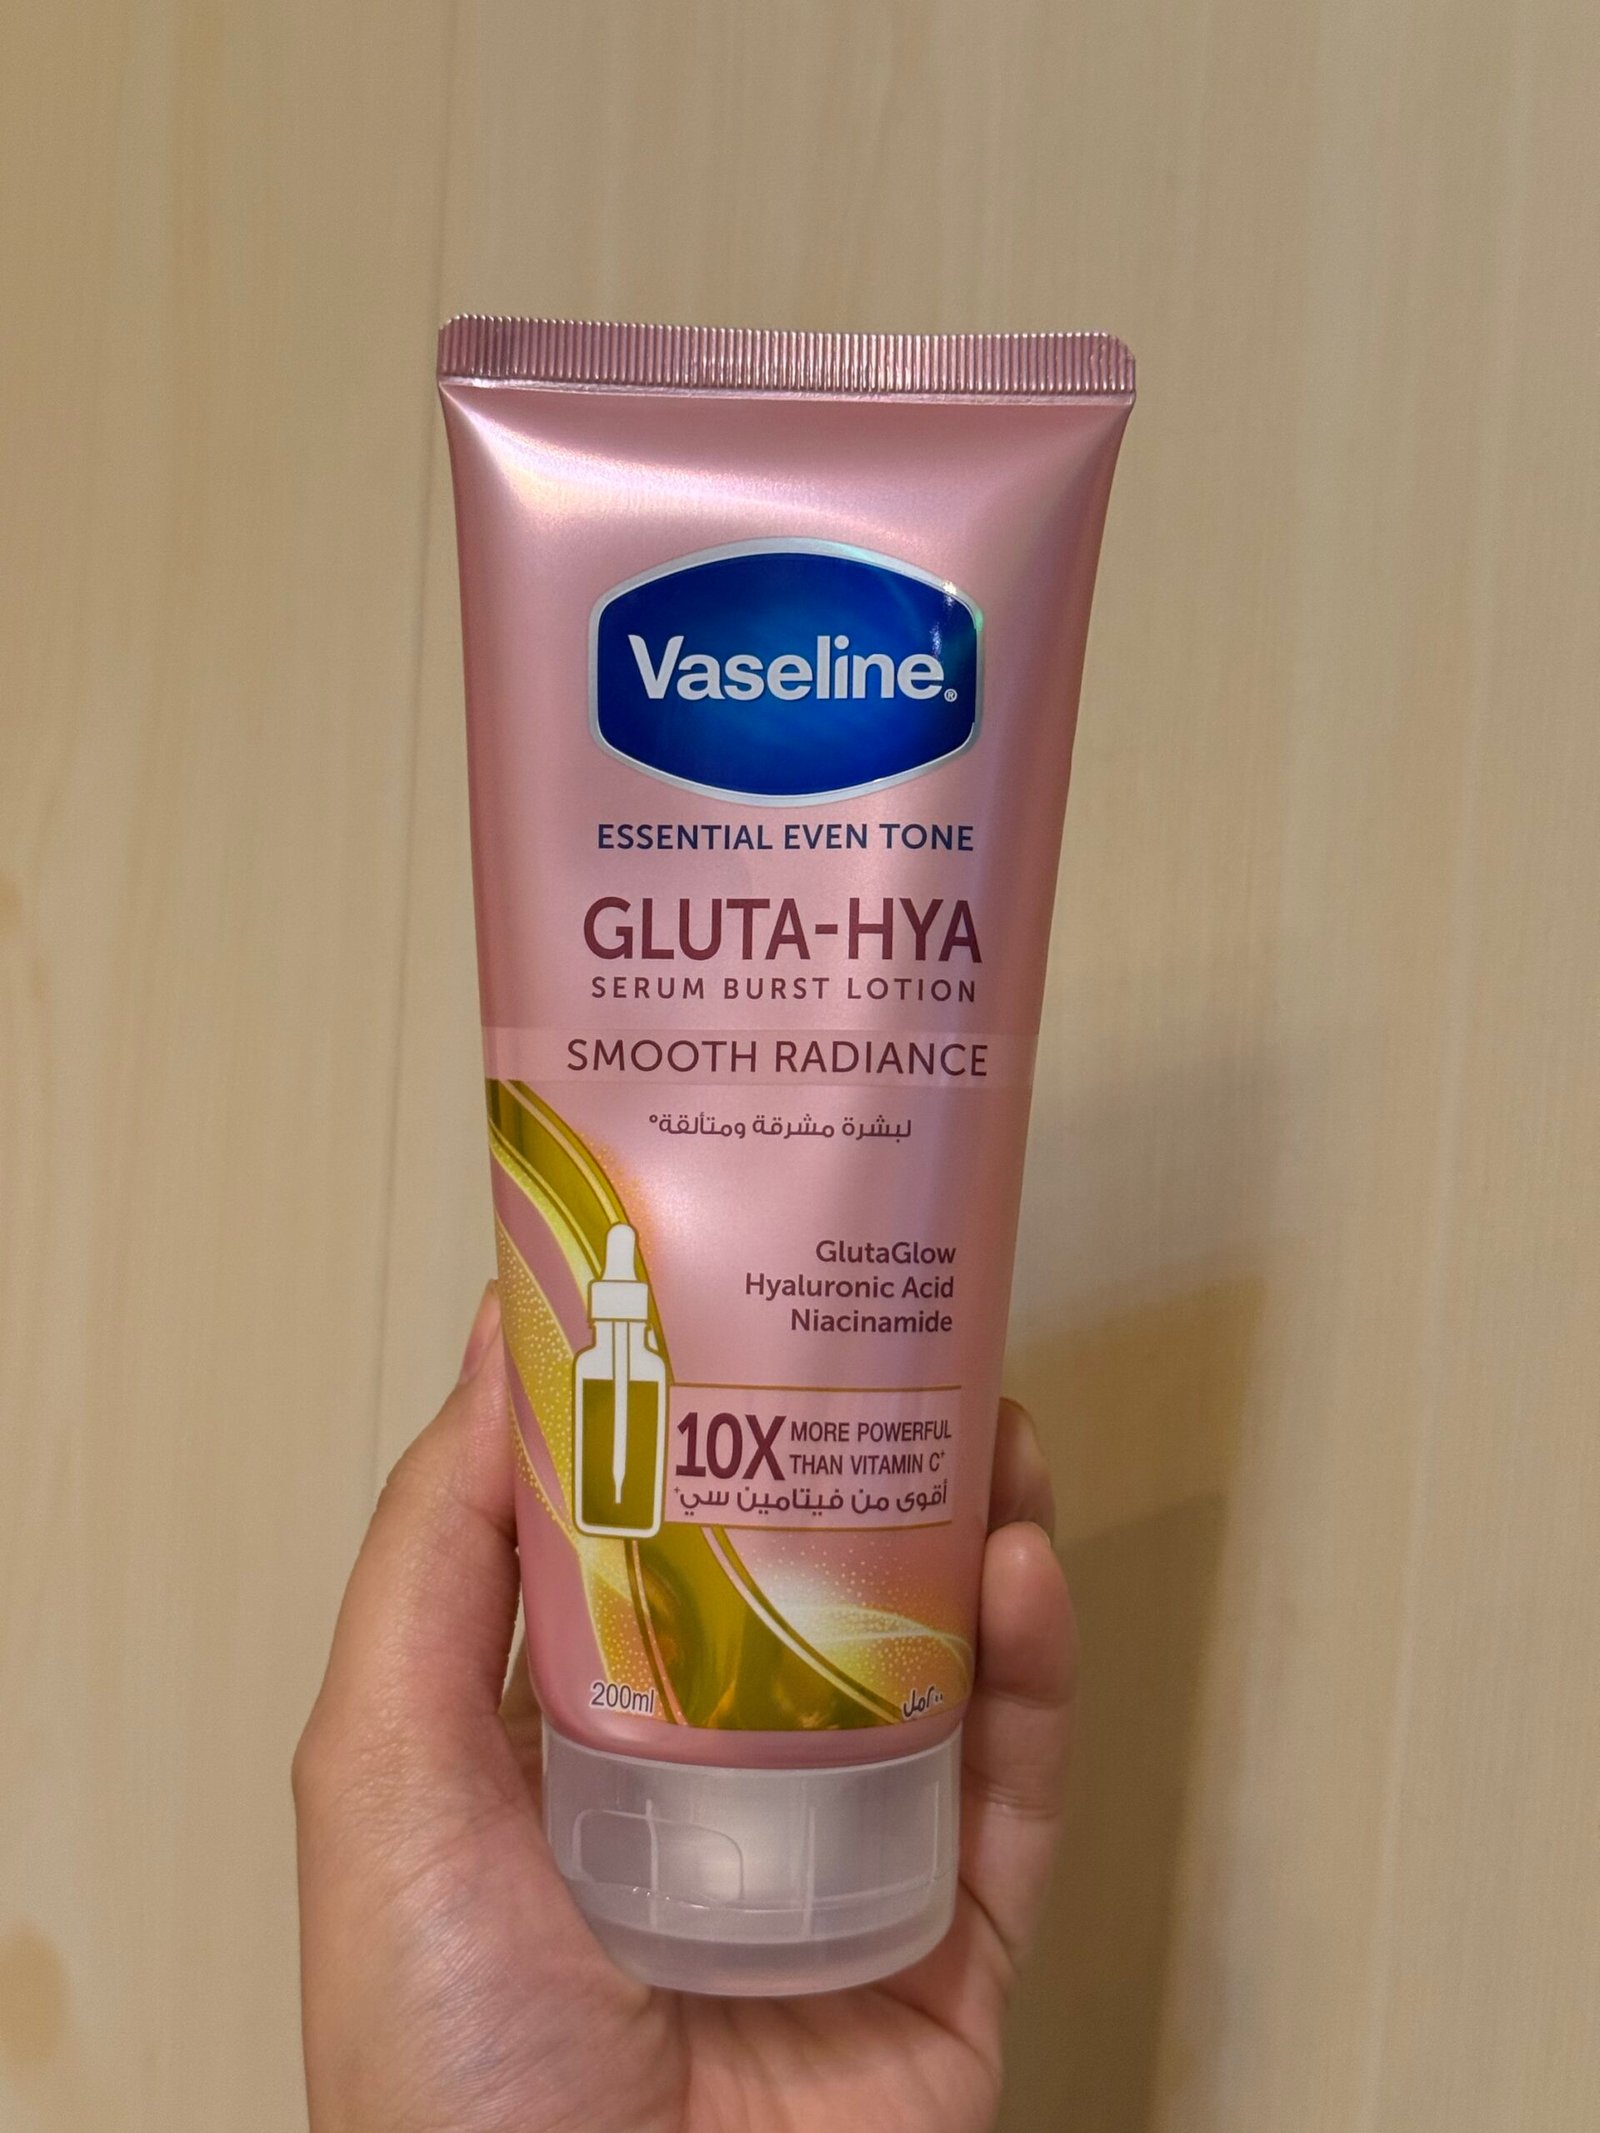 Vaseline®
ESSENTIAL EVEN TONE
GLUTA-HYA
SERUM BURST LOTION
SMOOTH RADIANCE
لبشرة مشرقة ومتألقة°
GlutaGlow
Hyaluronic Acid
Niacinamide
10X MORE POWERFUL
THAN VITAMIN C⁺
أقوى من فيتامين سي⁺
200ml
٢٠٠مل